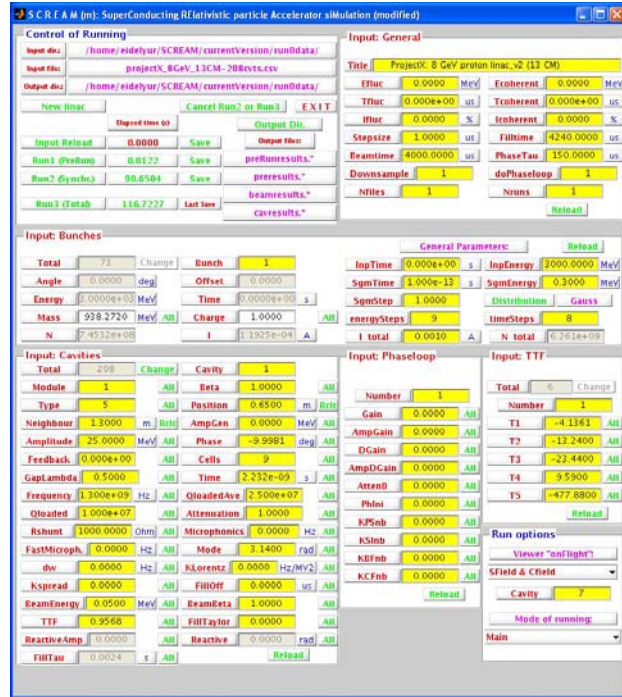 S C R E A M (m): SuperConducting RElativistic particle Accelerator siMulation (modified)
Control of Running
Input dir.: /home/eidelyur/SCREAM/currentVersion/run0data/
Input file: projectX_8GeV_13CM-208cvts.csv
Output dir.: /home/eidelyur/SCREAM/currentVersion/run0data/
New linac Cancel Run2 or Run3 E X I T
Elapsed time (s) Output Dir.
Input Reload 0.0000 Save Output files:
Run1 (PreRun) 0.0122 Save preRunresults.*
Run2 (Synchr.) 90.6504 Save preresults.*
Run3 (Total) 116.7227 Last Save beamresults.*
cavresults.*
Input: General
Title ProjectX: 8 GeV proton linac_v2 (13 CM)
Efluc 0.0000 MeV Ecoherent 0.0000 MeV
Tfluc 0.000e+00 us Tcoherent 0.000e+00 us
Ifluc 0.0000 % Icoherent 0.0000 %
Stepsize 1.0000 us Filltime 4240.0000 us
Beamtime 4000.0000 us PhaseTau 150.0000 us
Downsample 1 doPhaseloop 1
Nfiles 1 Nruns 1
Reload
Input: Bunches
Total 73 Change Bunch 1
Angle 0.0000 deg Offset 0.0000
Energy 3.0000e+03 MeV Time 0.0000e+00 s
Mass 938.2720 MeV All Charge 1.0000 All
N 7.4532e+08 I 1.1925e-04 A
General Parameters: Reload
InpTime 0.000e+00 s InpEnergy 3000.0000 MeV
SgmTime 1.000e-13 s SgmEnergy 0.3000 MeV
SgmStep 1.0000 Distribution Gauss
energySteps 9 timeSteps 8
I total 0.0010 A N total 6.261e+09
Input: Cavities
Total 208 Change Cavity 1
Module 1 All Beta 1.0000 All
Type 5 All Position 0.6500 m Rclc
Neighbour 1.3000 m Rclc AmpGen 0.0000 MeV All
Amplitude 25.0000 MeV All Phase -9.9981 deg All
Feedback 0.000e+00 All Cells 9 All
GapLambda 0.5000 All Time 2.232e-09 s All
Frequency 1.300e+09 Hz All QloadedAve 2.500e+07 All
Qloaded 1.000e+07 All Attenuation 1.0000 All
Rshunt 1000.0000 Ohm All Microphonics 0.0000 Hz All
FastMicroph. 0.0000 Hz All Mode 3.1400 rad All
dw 0.0000 Hz All KLorentz 0.0000 Hz/MV2 All
Kspread 0.0000 All FillOff 0.0000 us All
BeamEnergy 0.0500 MeV All BeamBeta 1.0000 All
TTF 0.9568 All FillTaylor 0.0000 All
ReactiveAmp 0.0000 All Reactive 0.0000 rad All
FillTau 0.0024 s All Reload
Input: Phaseloop
Number 1
Gain 0.0000 All
AmpGain 0.0000 All
DGain 0.0000 All
AmpDGain 0.0000 All
Atten0 0.0000 All
PhIni 0.0000 All
KPSnb 0.0000 All
KSInb 0.0000 All
KBFnb 0.0000 All
KCFnb 0.0000 All
Reload
Input: TTF
Total 6 Change
Number 1
T1 -4.1361 All
T2 -13.2400 All
T3 -23.4400 All
T4 9.5900 All
T5 -477.8800 All
Reload
Run options
Viewer "onFlight":
SField & Cfield
Cavity 7
Mode of running:
Main